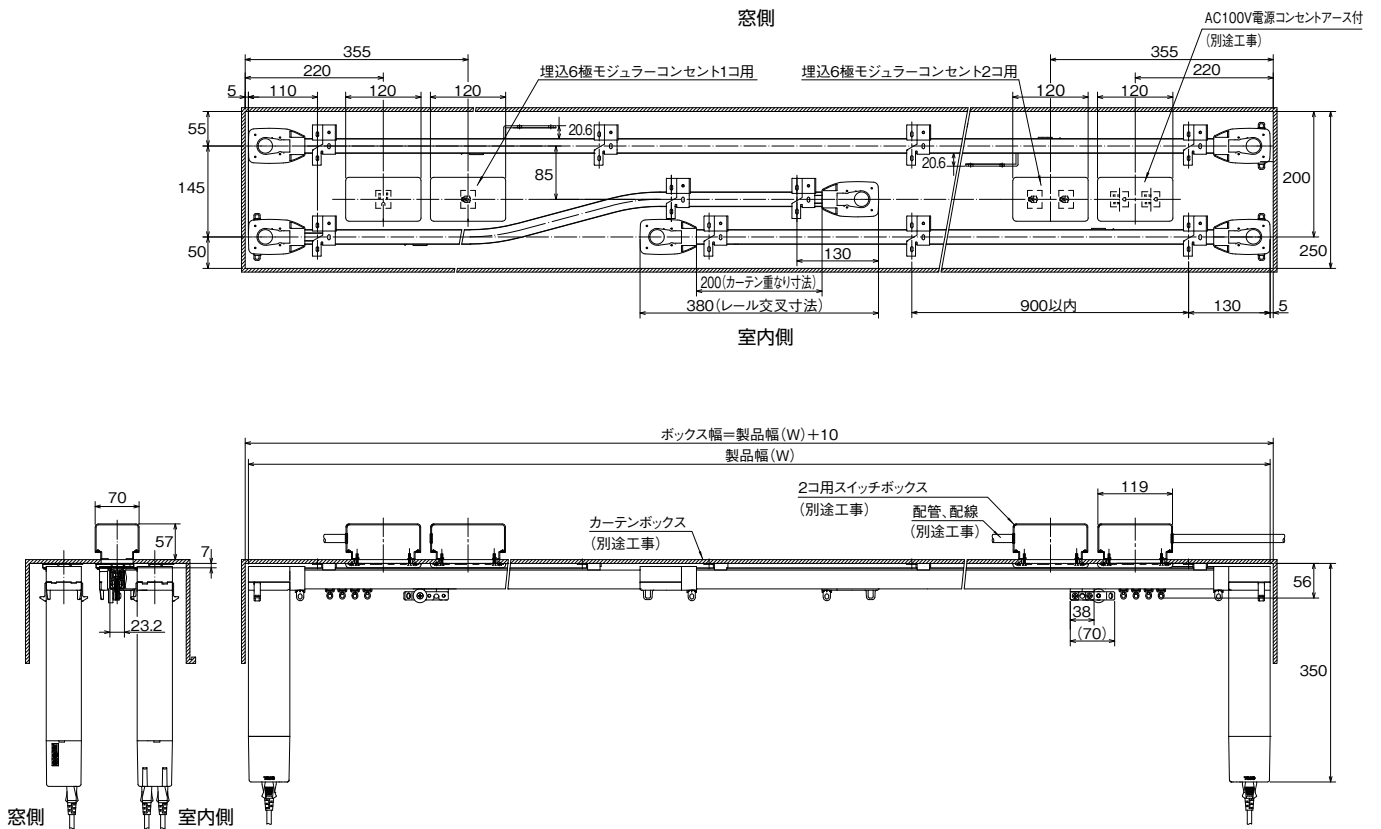 窓側
AC100V電源コンセントアース付
(別途工事)
355
355
220
埋込6極モジュラーコンセント1コ用
埋込6極モジュラーコンセント2コ用
220
5
110
120
120
120
120
55
20.6
20.6
145
85
200
50
130
250
200(カーテン重なり寸法)
380(レール交叉寸法)
900以内
130
5
室内側
ボックス幅=製品幅(W)+10
製品幅(W)
70
2コ用スイッチボックス
(別途工事)
119
カーテンボックス
(別途工事)
配管、配線
(別途工事)
57
7
56
23.2
38
(70)
350
窓側
室内側